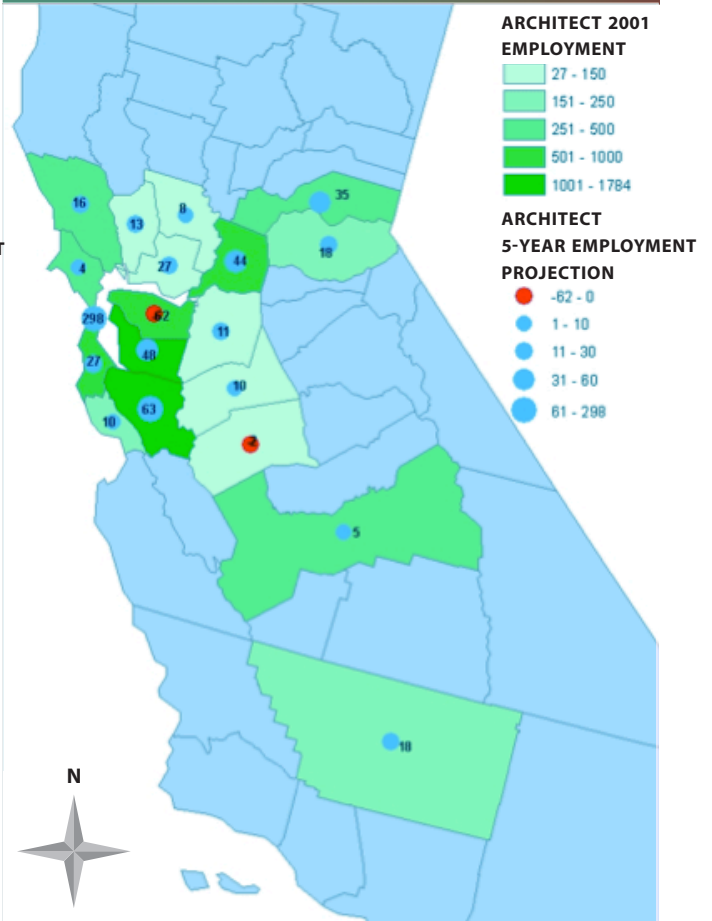 ARCHITECT 2001
EMPLOYMENT
27 - 150
151 - 250
251 - 500
501 - 1000
1001 - 1784
ARCHITECT
5-YEAR EMPLOYMENT
PROJECTION
-62 - 0
1 - 10
11 - 30
31 - 60
61 - 298
16
13
8
35
4
27
44
18
298
62
11
27
48
10
63
10
2
5
18
N
T